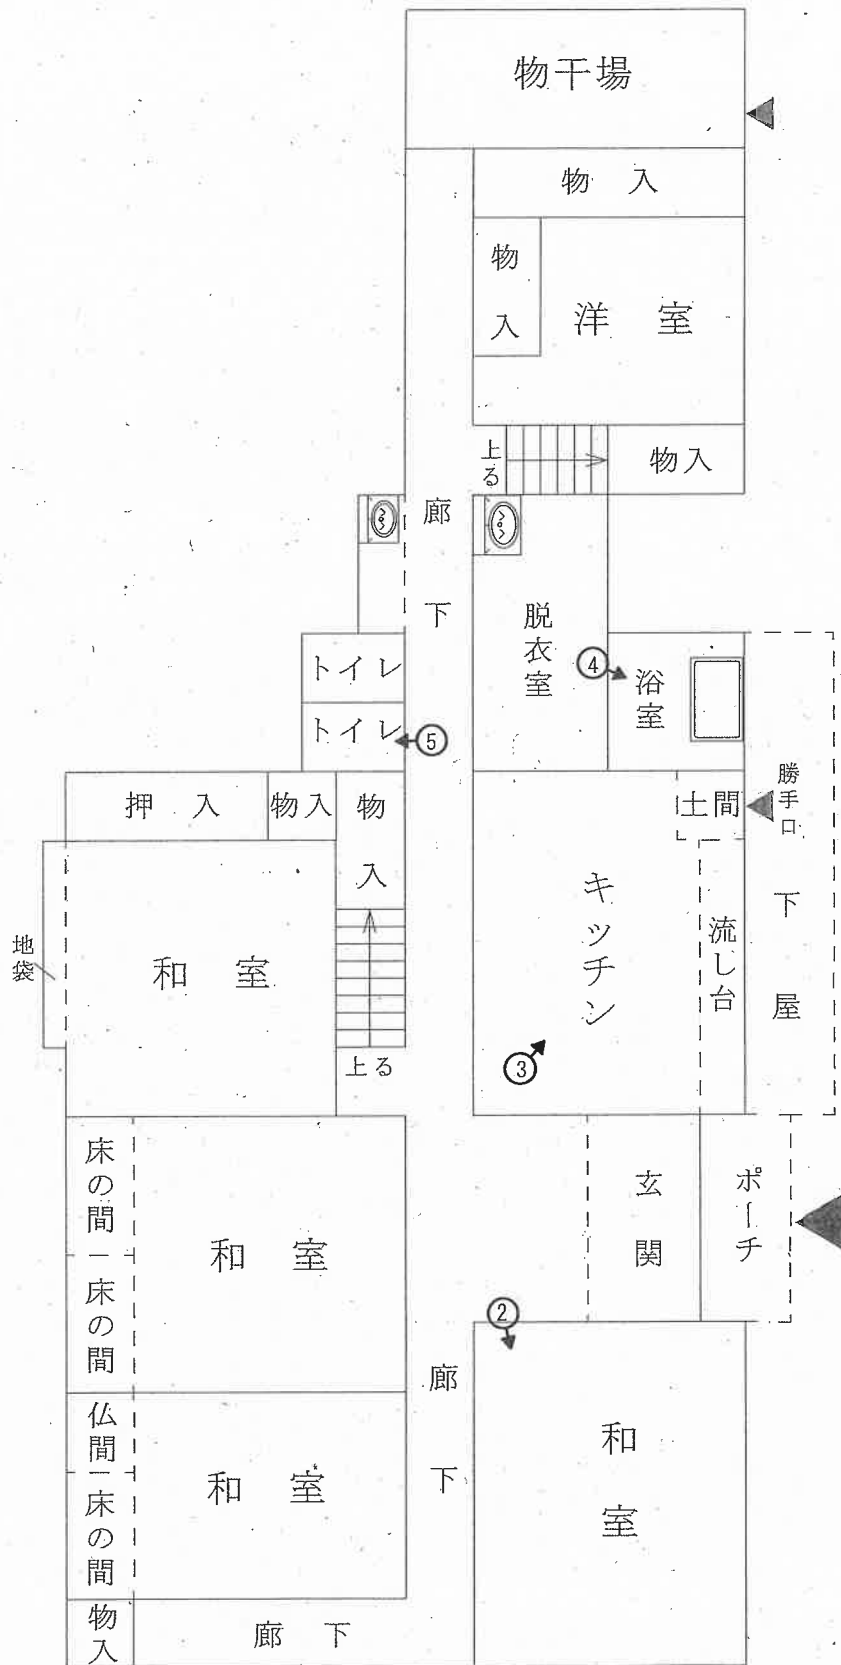 物干場
物 入
物入
洋 室
上る
物入
廊下
脱衣室
④
浴室
トイレ
トイレ
⑤
押 入
物入
物入
土間
勝手口
キッチン
流し台
下屋
地袋
和 室
上る
③
床の間
床の間
和 室
玄関
ポーチ
②
廊下
仏間
床の間
和 室
和室
物入
廊 下